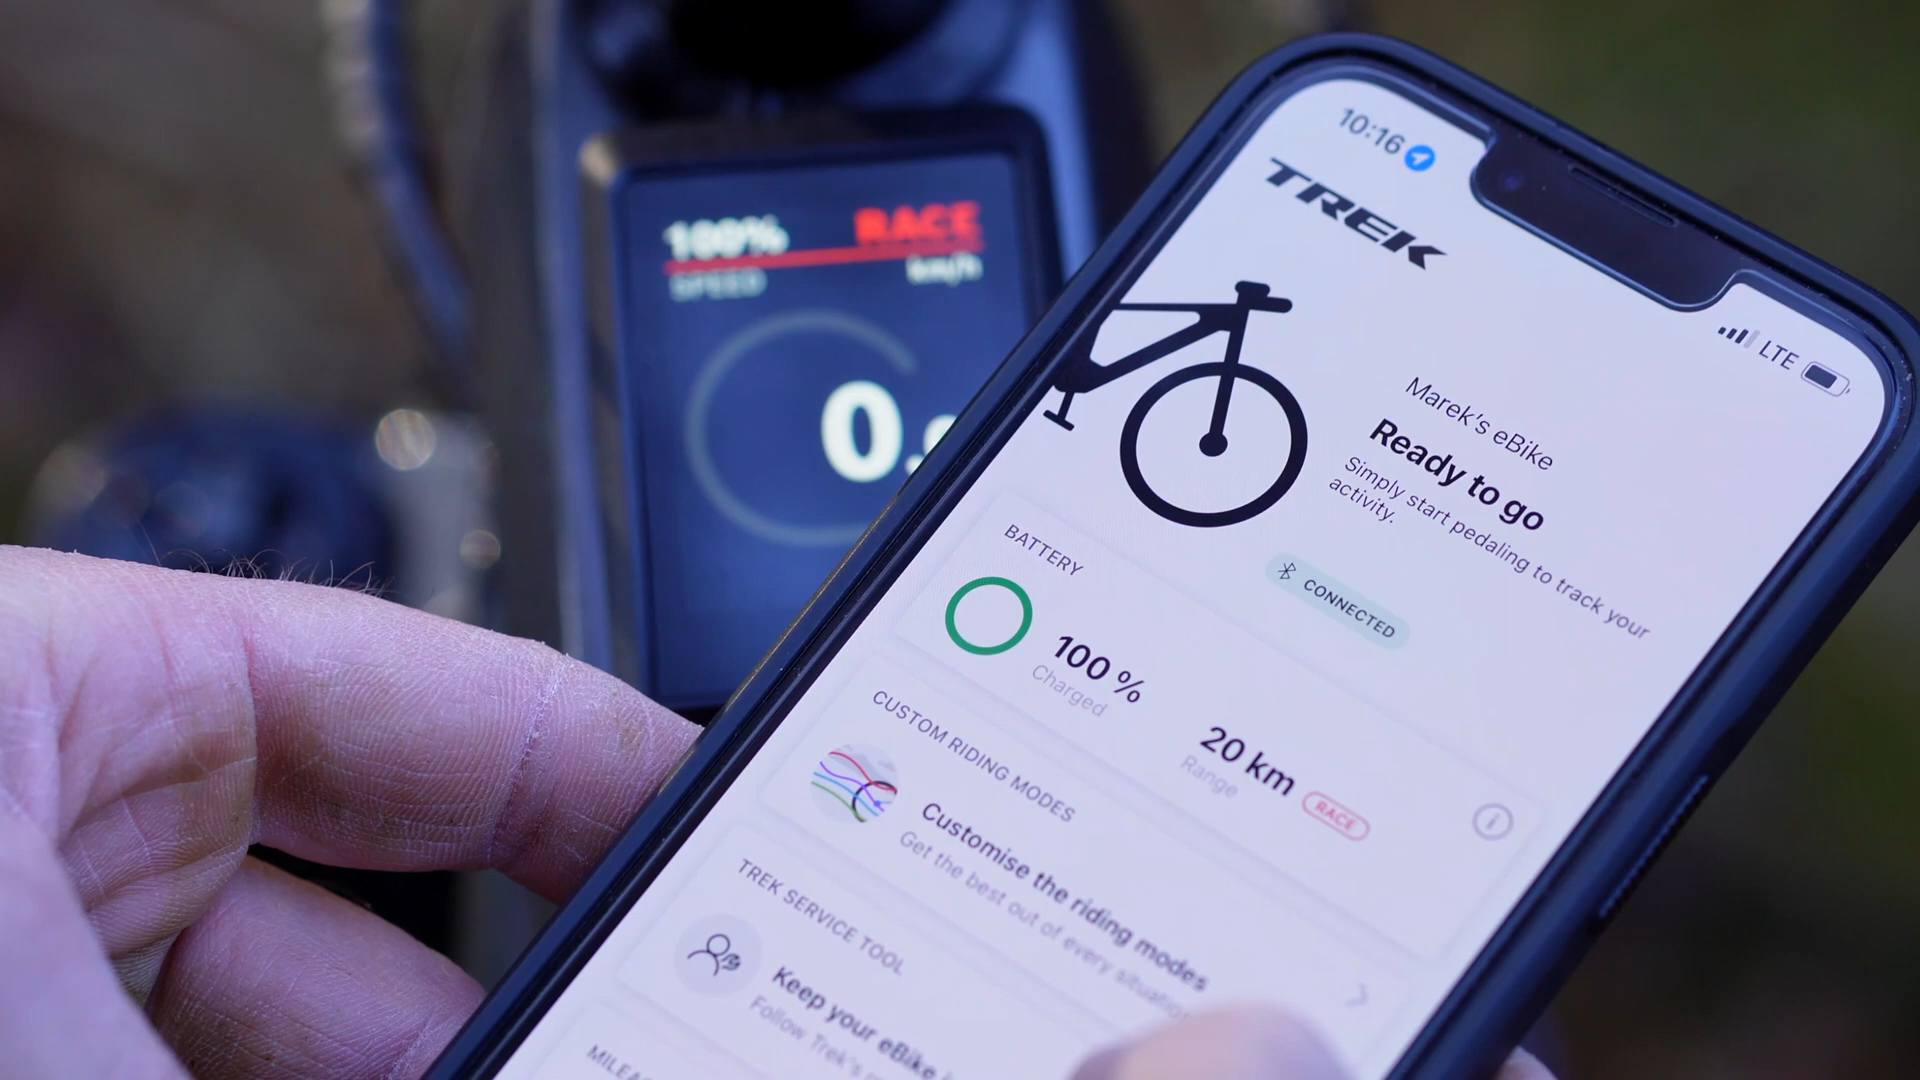 100% RACE
SPEED km/h
0.
10:16
LTE
TREK
Marek's eBike
Ready to go
Simply start pedaling to track your
activity.
CONNECTED
BATTERY
100 %
Charged
20 km RACE
Range
CUSTOM RIDING MODES
Customise the riding modes
Get the best out of every situation
TREK SERVICE TOOL
Keep your eBike
Follow Trek's